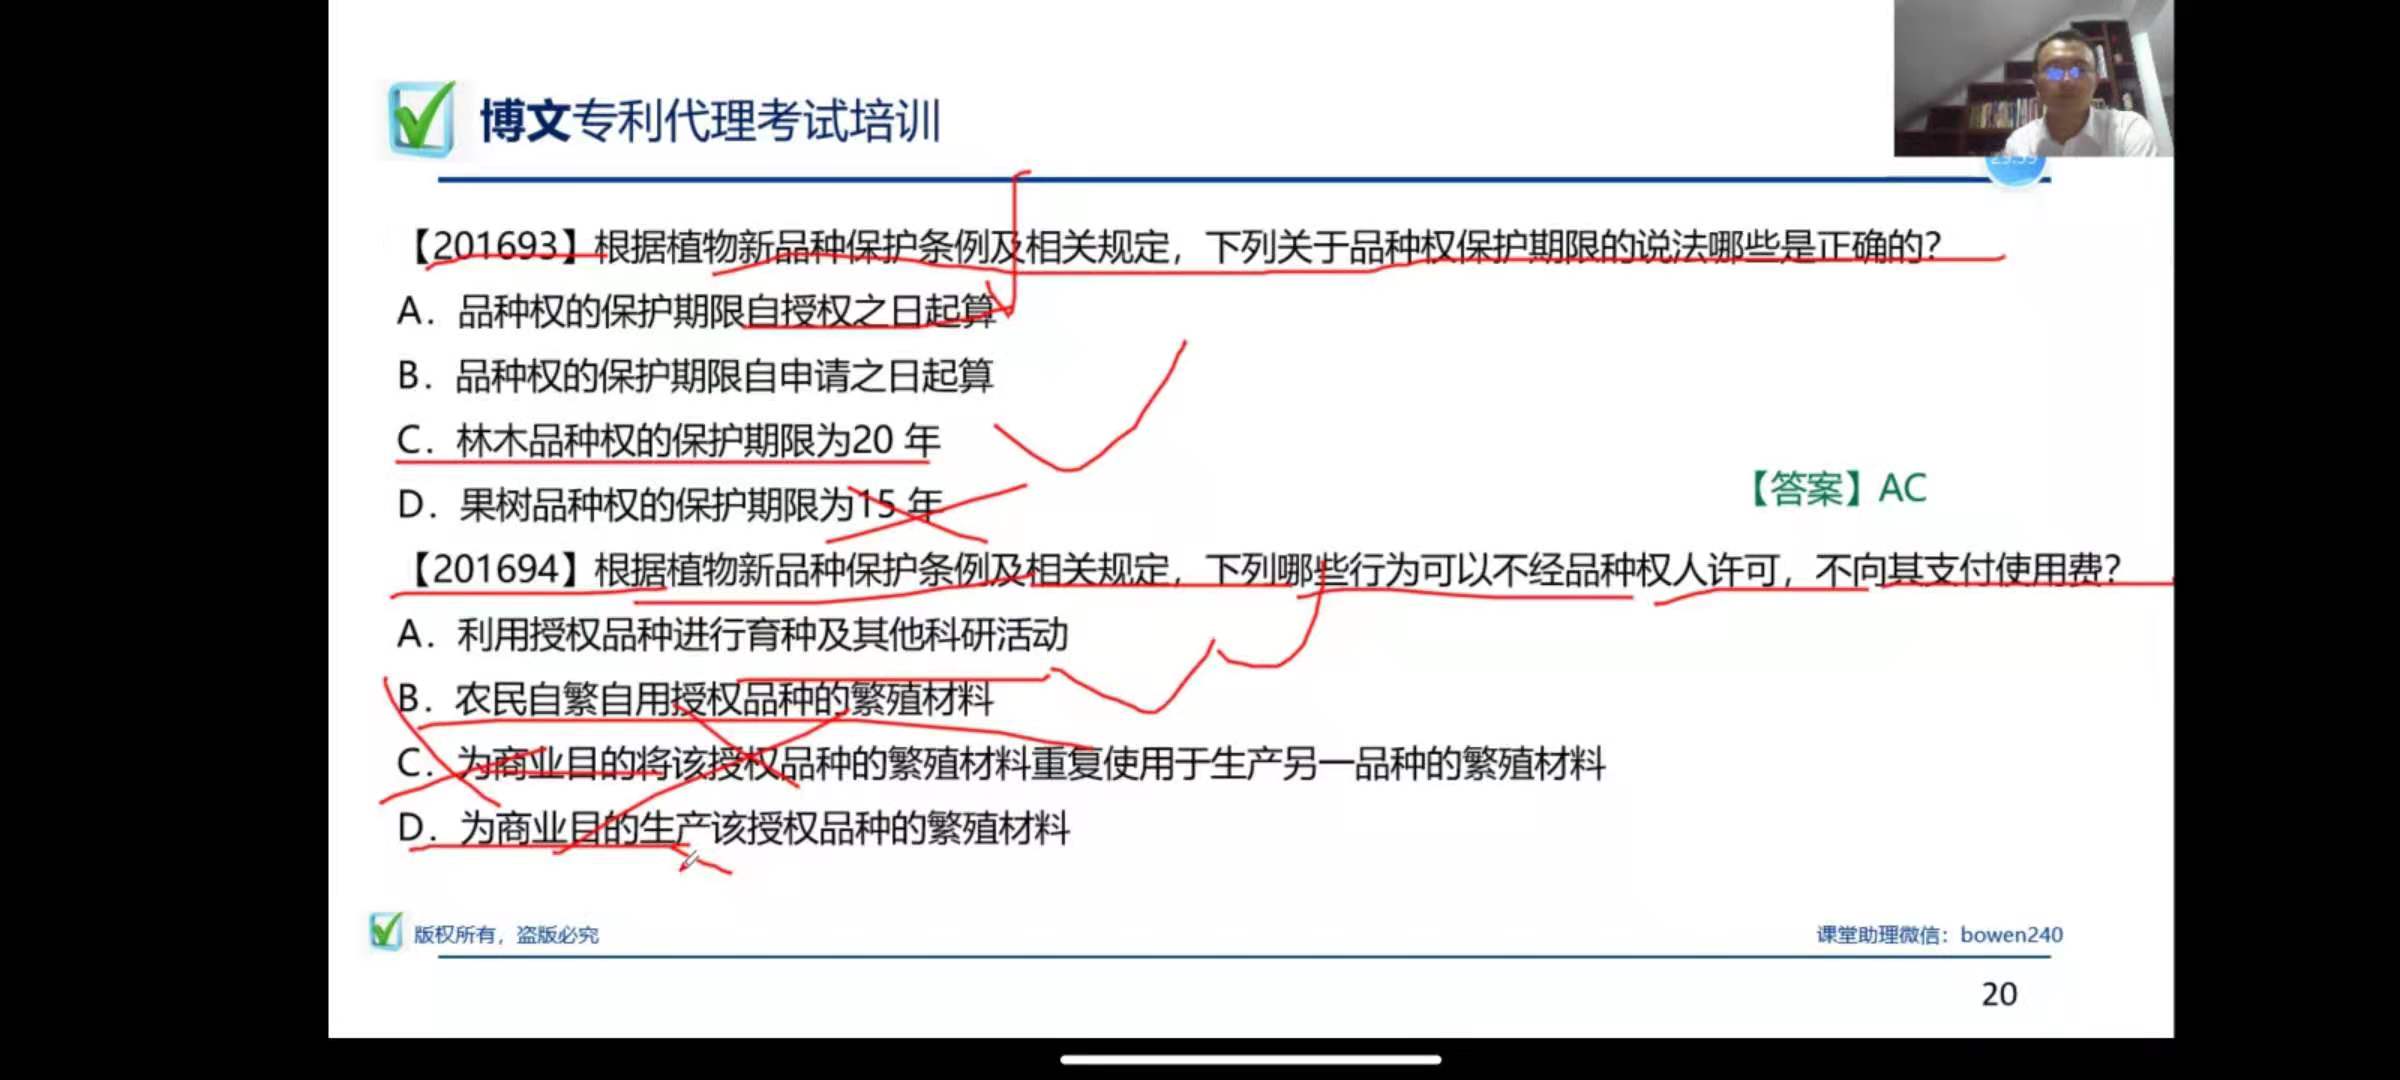 博文专利代理考试培训
【201693】根据植物新品种保护条例及相关规定，下列关于品种权保护期限的说法哪些是正确的？
A．品种权的保护期限自授权之日起算
B．品种权的保护期限自申请之日起算
C．林木品种权的保护期限为20 年
D．果树品种权的保护期限为15 年
【答案】AC
【201694】根据植物新品种保护条例及相关规定，下列哪些行为可以不经品种权人许可，不向其支付使用费？
A．利用授权品种进行育种及其他科研活动
B．农民自繁自用授权品种的繁殖材料
C．为商业目的将该授权品种的繁殖材料重复使用于生产另一品种的繁殖材料
D．为商业目的生产该授权品种的繁殖材料
版权所有，盗版必究
课堂助理微信：bowen240
20